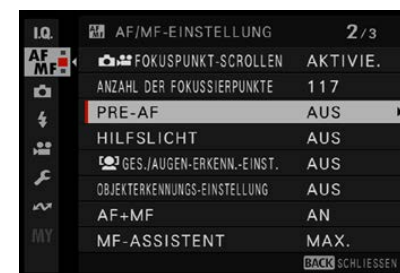 I.Q. AF/MF-EINSTELLUNG 2/3
AF MF FOKUSPUNKT-SCROLLEN AKTIVIE.
ANZAHL DER FOKUSSIERPUNKTE 117
PRE-AF AUS
HILFSLICHT AUS
GES./AUGEN-ERKENN.-EINST. AUS
OBJEKTERKENNUNGS-EINSTELLUNG AUS
AF+MF AN
MY MF-ASSISTENT MAX.
BACK SCHLIESSEN